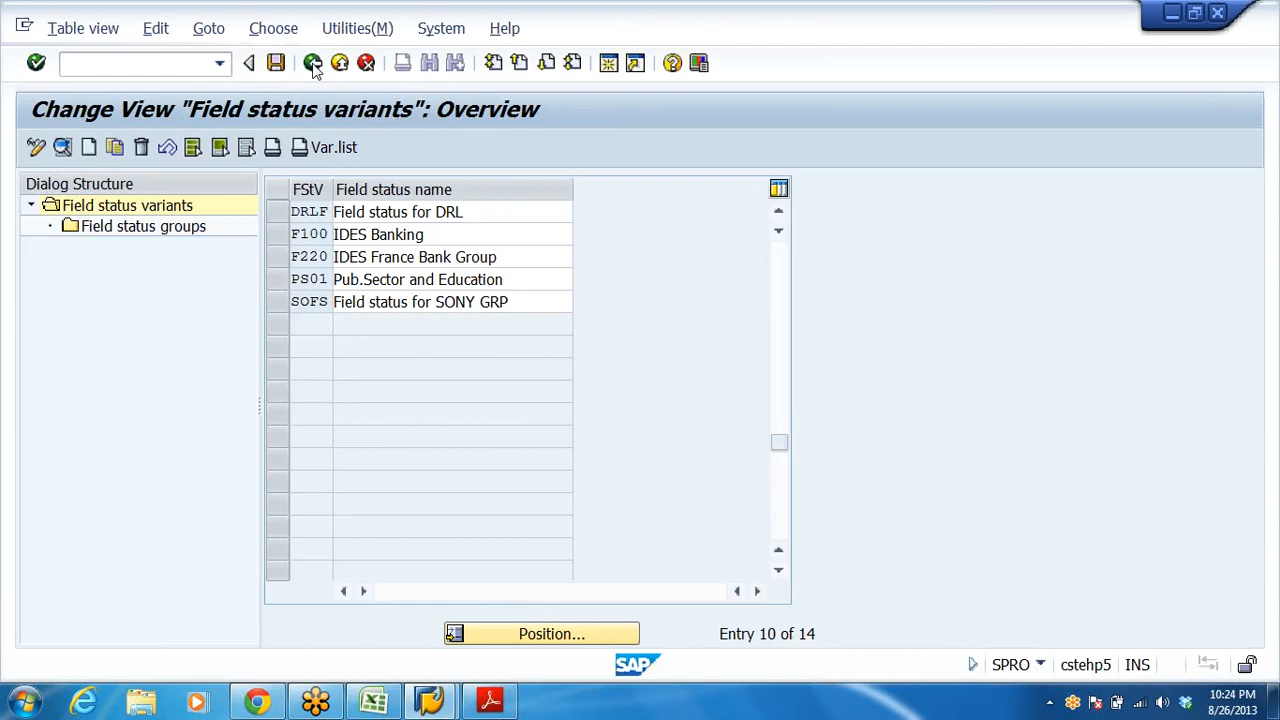 Table view Edit Goto Choose Utilities(M) System Help
Change View "Field status variants": Overview
Var.list
Dialog Structure
Field status variants
Field status groups
FStV Field status name
DRLF Field status for DRL
F100 IDES Banking
F220 IDES France Bank Group
PS01 Pub.Sector and Education
SOFS Field status for SONY GRP
Position... Entry 10 of 14
SAP SPRO cstehp5 INS
10:24 PM
8/26/2013